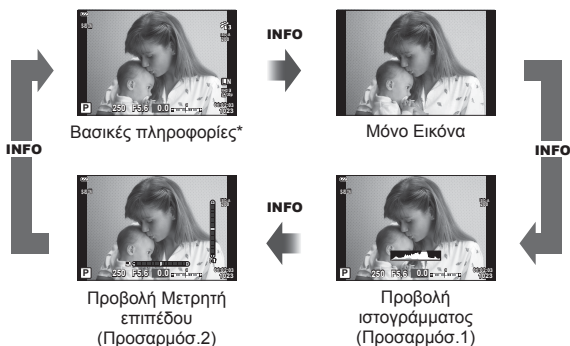 INFO
Βασικές πληροφορίες*
Μόνο Εικόνα
INFO
INFO
P 250 F5.6 0.0
P 250 F5.6 0.0
P 250 F5.6 0.0
INFO
Προβολή Μετρητή
επιπέδου
(Προσαρμόσ.2)
Προβολή
ιστογράμματος
(Προσαρμόσ.1)